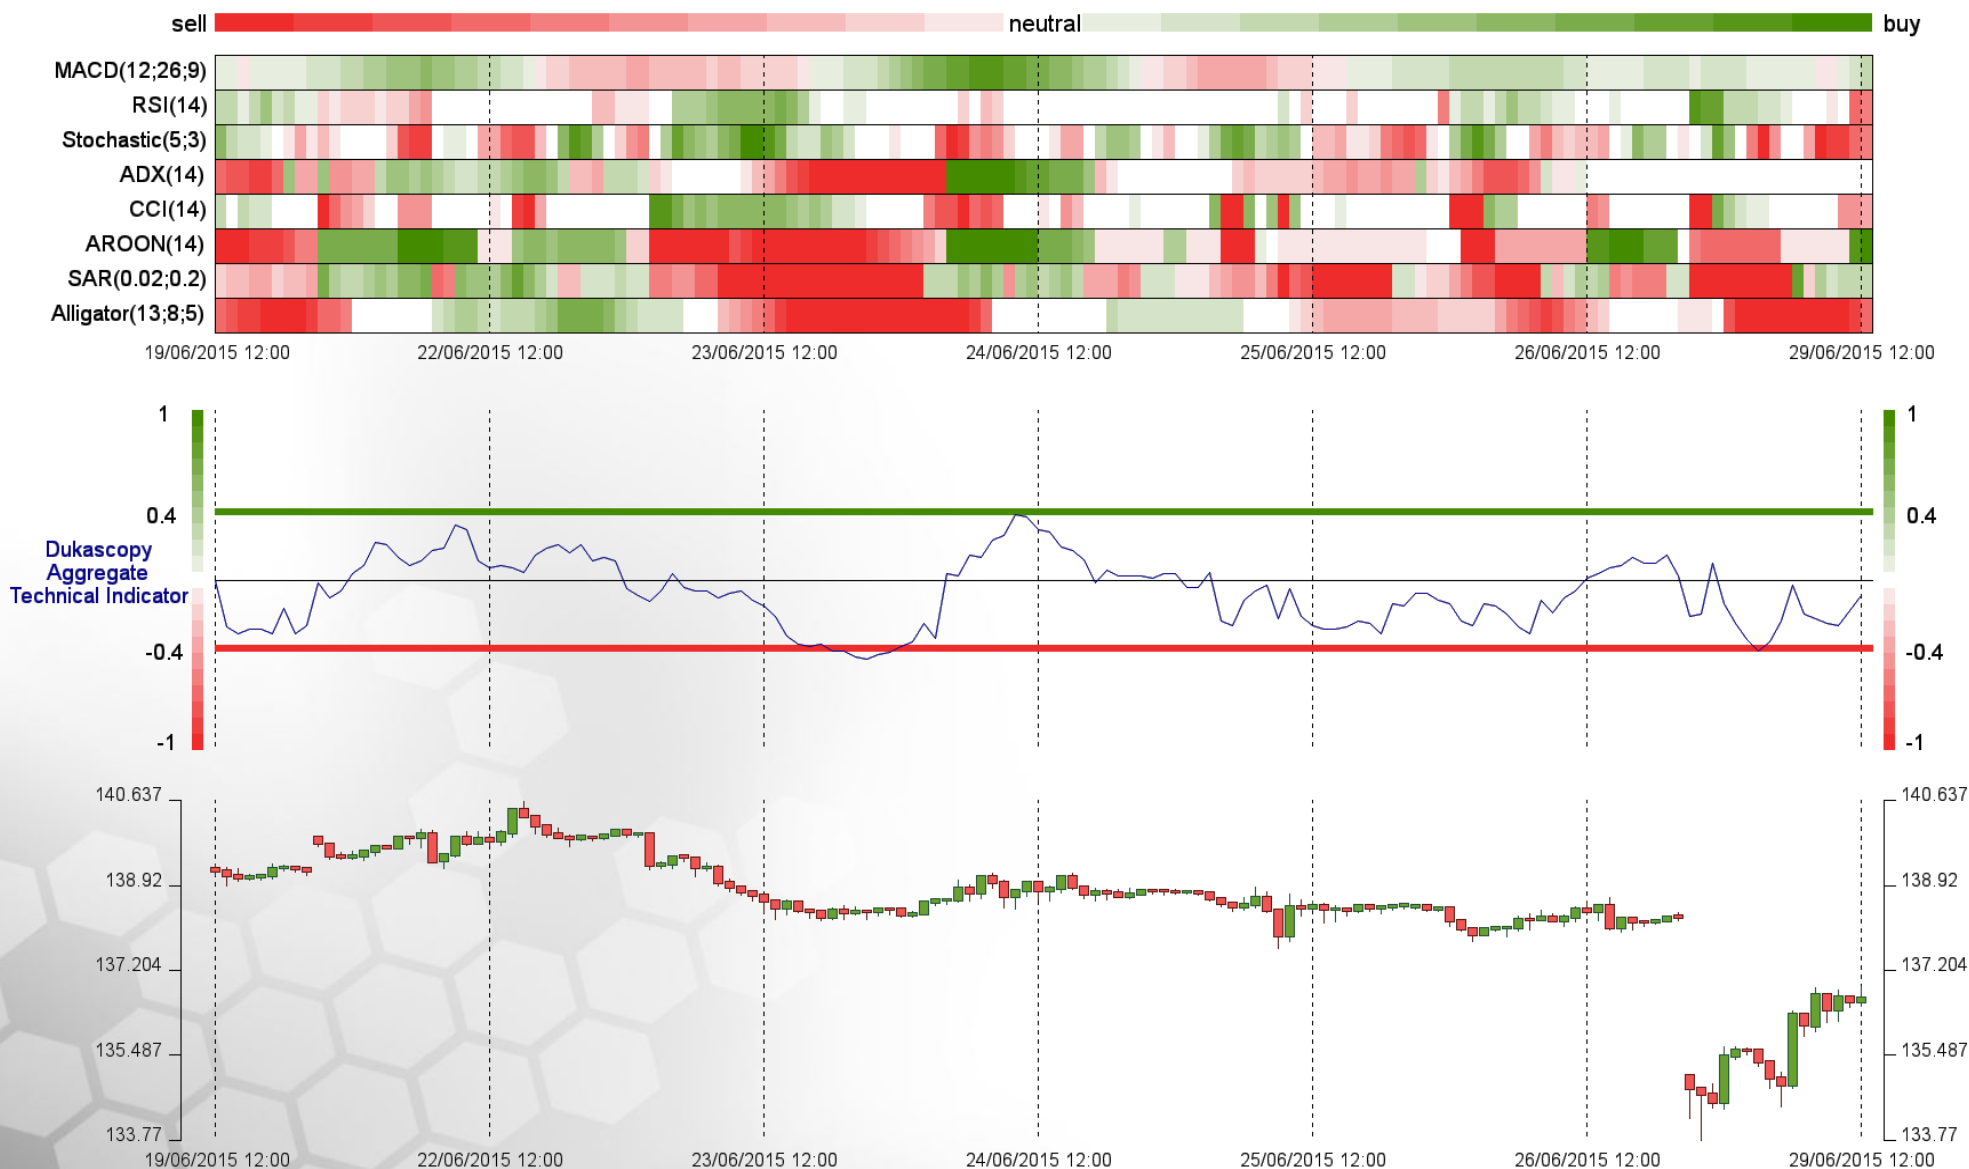 sell neutral buy
MACD(12;26;9)
RSI(14)
Stochastic(5;3)
ADX(14)
CCI(14)
AROON(14)
SAR(0.02;0.2)
Alligator(13;8;5)
19/06/2015 12:00 22/06/2015 12:00 23/06/2015 12:00 24/06/2015 12:00 25/06/2015 12:00 26/06/2015 12:00 29/06/2015 12:00
1 1
0.4 0.4
Dukascopy
Aggregate
Technical Indicator
-0.4 -0.4
-1 -1
140.637 140.637
138.92 138.92
137.204 137.204
135.487 135.487
133.77 133.77
19/06/2015 12:00 22/06/2015 12:00 23/06/2015 12:00 24/06/2015 12:00 25/06/2015 12:00 26/06/2015 12:00 29/06/2015 12:00